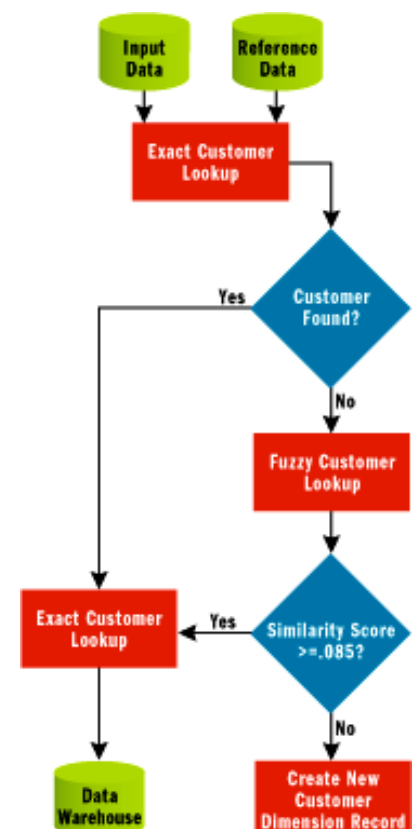 Input
Data
Reference
Data
Exact Customer
Lookup
Customer
Found?
Yes
No
Fuzzy Customer
Lookup
Exact Customer
Lookup
Yes
Similarity Score
>=.085?
No
Data
Warehouse
Create New
Customer
Dimension Record